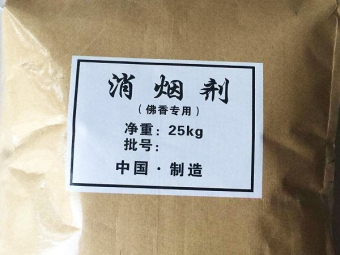 消烟剂
（佛香专用）
净重：25kg
批号：
中国·制造